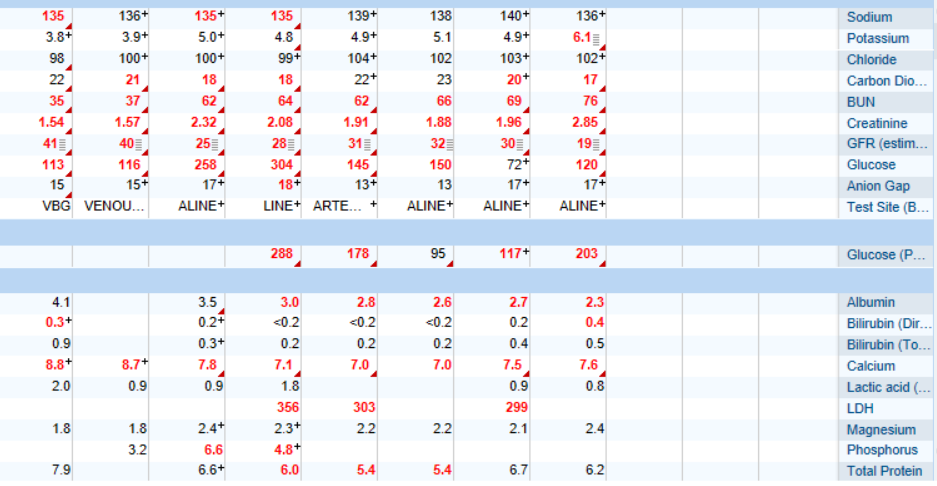 135 136+ 135+ 135 139+ 138 140+ 136+ Sodium
3.8+ 3.9+ 5.0+ 4.8 4.9+ 5.1 4.9+ 6.1 Potassium
98 100+ 100+ 99+ 104+ 102 103+ 102+ Chloride
22 21 18 18 22+ 23 20+ 17 Carbon Dio...
35 37 62 64 62 66 69 76 BUN
1.54 1.57 2.32 2.08 1.91 1.88 1.96 2.85 Creatinine
41 40 25 28 31 32 30 19 GFR (estim...
113 116 258 304 145 150 72+ 120 Glucose
15 15+ 17+ 18+ 13+ 13 17+ 17+ Anion Gap
VBG VENOU... ALINE+ LINE+ ARTE... + ALINE+ ALINE+ ALINE+ Test Site (B...
288 178 95 117+ 203 Glucose (P...
4.1 3.5 3.0 2.8 2.6 2.7 2.3 Albumin
0.3+ 0.2+ <0.2 <0.2 <0.2 0.2 0.4 Bilirubin (Dir...
0.9 0.3+ 0.2 0.2 0.2 0.4 0.5 Bilirubin (To...
8.8+ 8.7+ 7.8 7.1 7.0 7.0 7.5 7.6 Calcium
2.0 0.9 0.9 1.8 0.9 0.8 Lactic acid (...
356 303 299 LDH
1.8 1.8 2.4+ 2.3+ 2.2 2.2 2.1 2.4 Magnesium
3.2 6.6 4.8+ Phosphorus
7.9 6.6+ 6.0 5.4 5.4 6.7 6.2 Total Protein